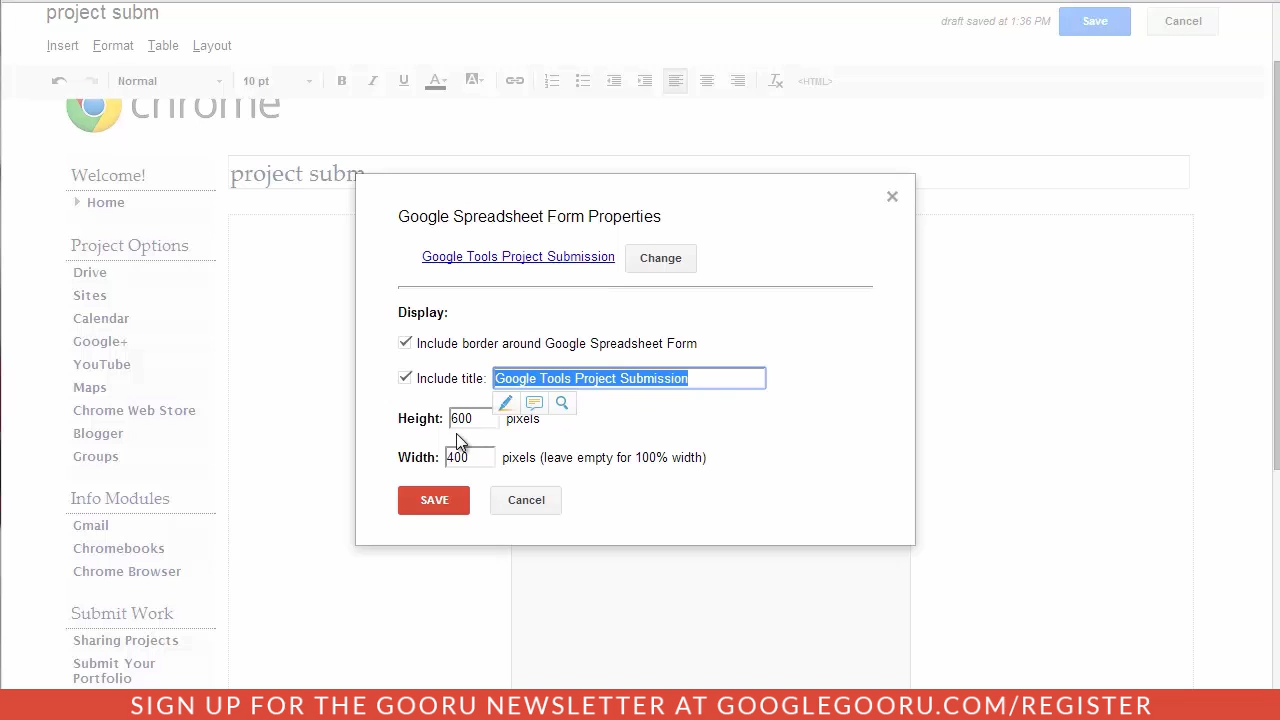 project subm
draft saved at 1:36 PM
Save
Cancel
Insert Format Table Layout
Normal 10 pt B I U A A <HTML>
chrome
Welcome!
Home
Project Options
Drive
Sites
Calendar
Google+
YouTube
Maps
Chrome Web Store
Blogger
Groups
Info Modules
Gmail
Chromebooks
Chrome Browser
Submit Work
Sharing Projects
Submit Your
Portfolio
project subm
Google Spreadsheet Form Properties
Google Tools Project Submission Change
Display:
Include border around Google Spreadsheet Form
Include title: Google Tools Project Submission
Height: 600 pixels
Width: 400 pixels (leave empty for 100% width)
SAVE Cancel
SIGN UP FOR THE GOORU NEWSLETTER AT GOOGLEGOORU.COM/REGISTER